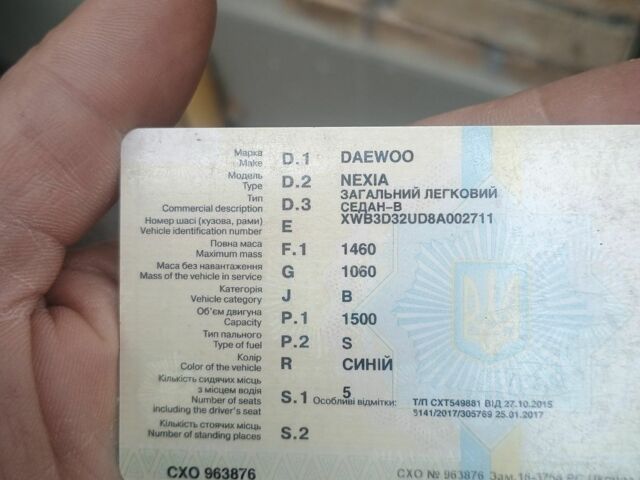 Марка
Make D.1 DAEWOO
Модель
Type D.2 NEXIA
Тип
Commercial description D.3 ЗАГАЛЬНИЙ ЛЕГКОВИЙ
СЕДАН-В
Номер шасі (кузова, рами)
Vehicle identification number E XWB3D32UD8A002711
Повна маса
Maximum mass F.1 1460
Маса без навантаження
Mass of the vehicle in service G 1060
Категорія
Vehicle category J B
Об'єм двигуна
Capacity P.1 1500
Тип пального
Type of fuel P.2 S
Колір
Color of the vehicle R СИНІЙ
Кількість сидячих місць
з місцем водія
Number of seats
including the driver's seat S.1 5 Особливі відмітки: Т/П СХТ549881 ВІД 27.10.2015
5141/2017/305769 25.01.2017
Кількість стоячих місць
Number of standing places S.2
СХО 963876 СХО № 963876 Зам.